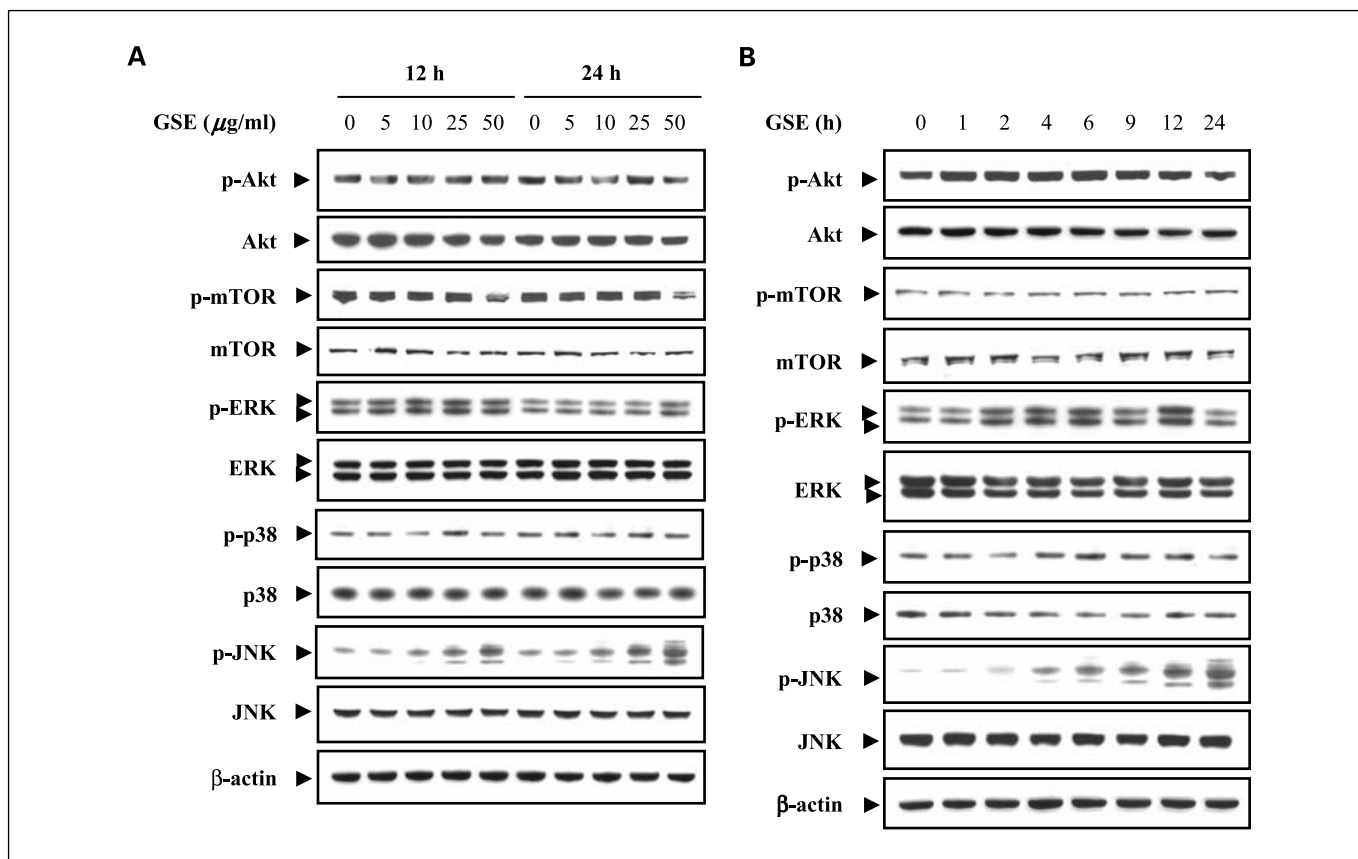 A
12 h 24 h
GSE (μg/ml) 0 5 10 25 50 0 5 10 25 50
p-Akt
Akt
p-mTOR
mTOR
p-ERK
ERK
p-p38
p38
p-JNK
JNK
β-actin
B
GSE (h) 0 1 2 4 6 9 12 24
p-Akt
Akt
p-mTOR
mTOR
p-ERK
ERK
p-p38
p38
p-JNK
JNK
β-actin